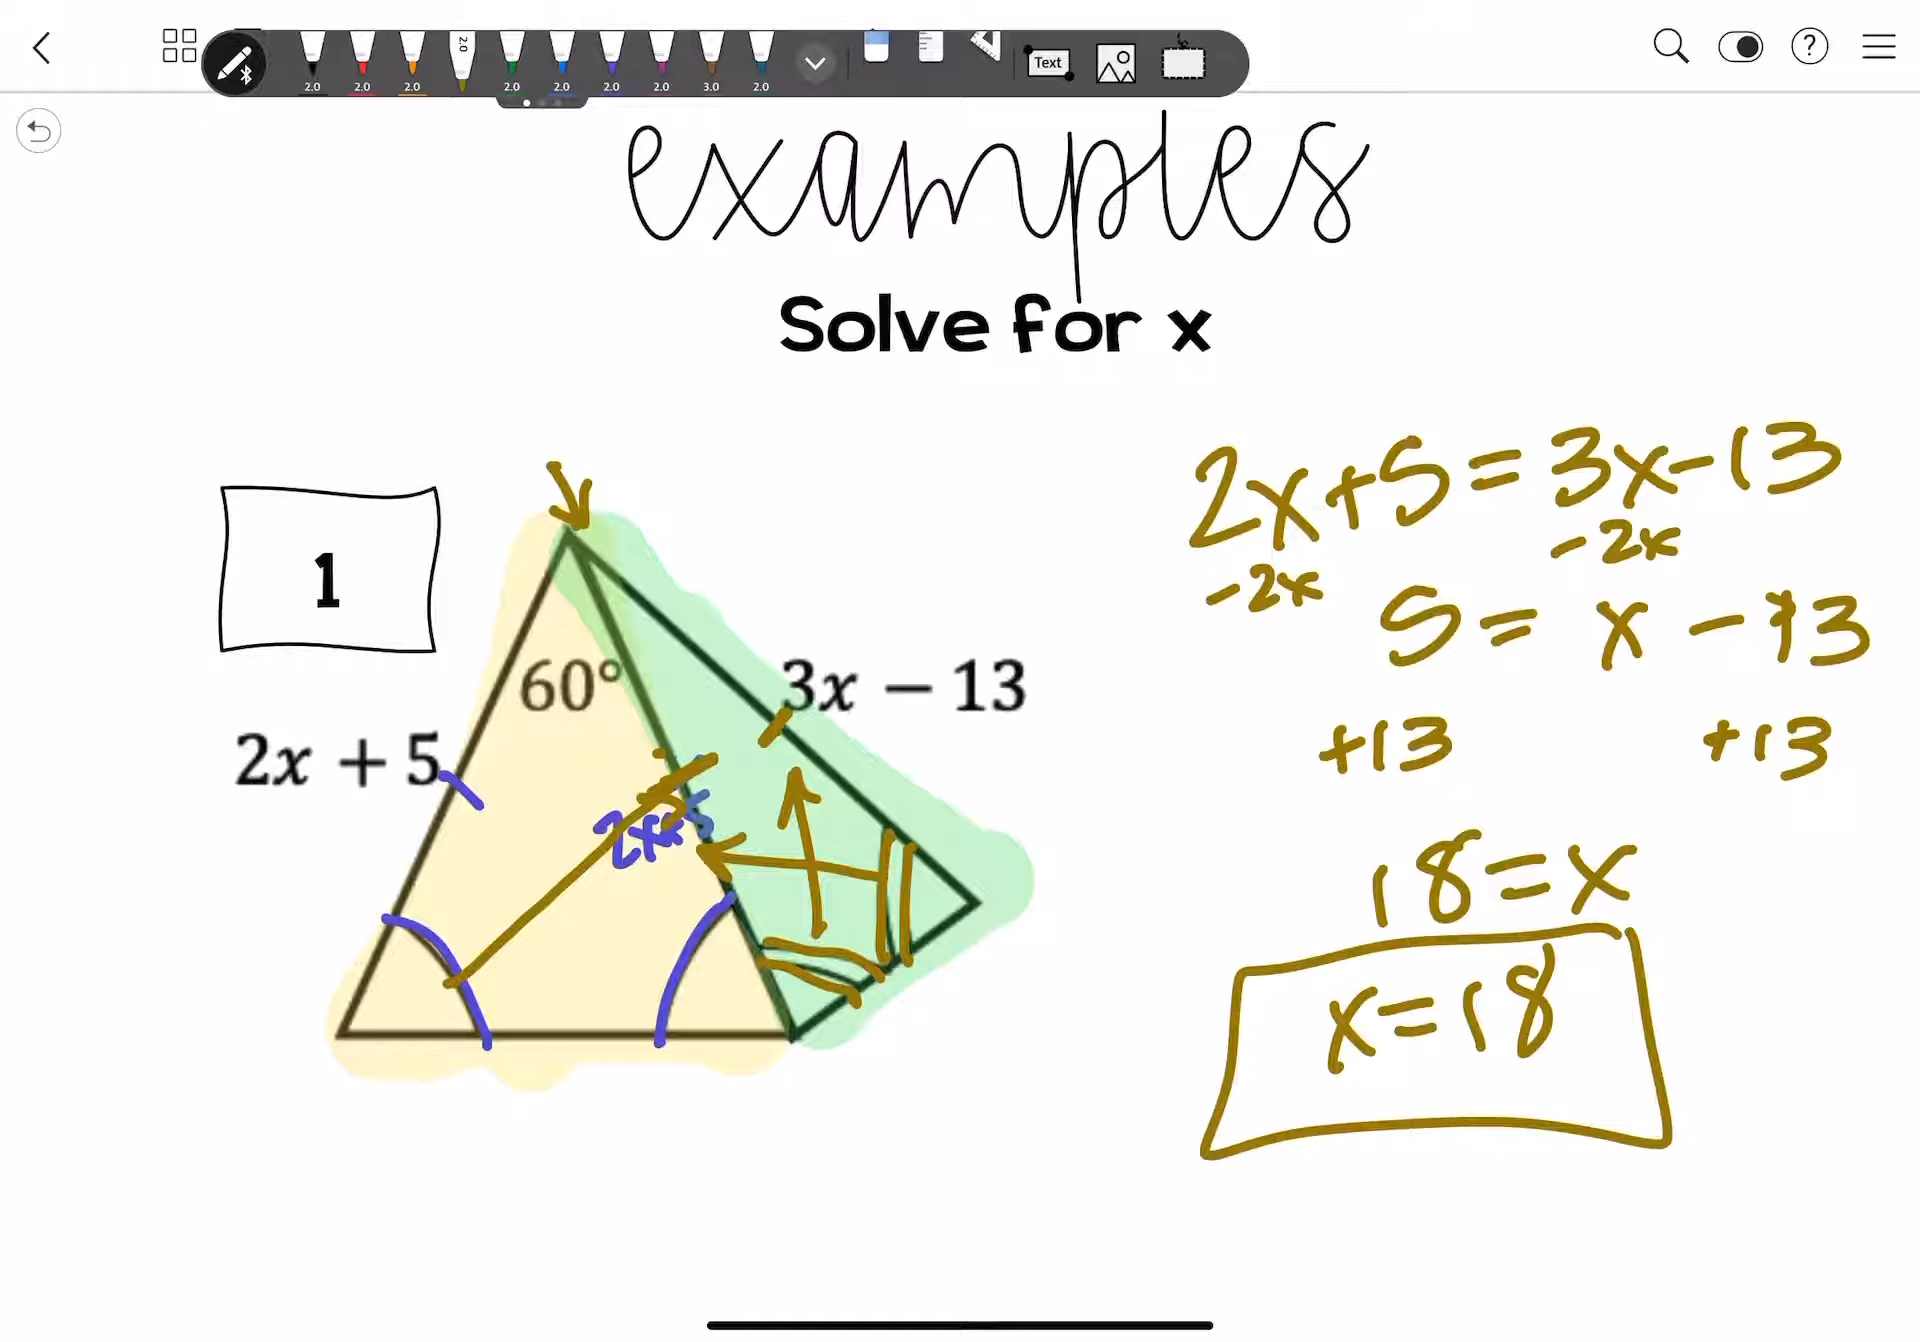 2.0 2.0 2.0 2.0 2.0 2.0 2.0 2.0 3.0 2.0 Text ?
examples
Solve for x
1
60°
2x + 5
3x − 13
2x+5=3x-13
-2x -2x
5 = x - 13
+13 +13
18=x
x=18